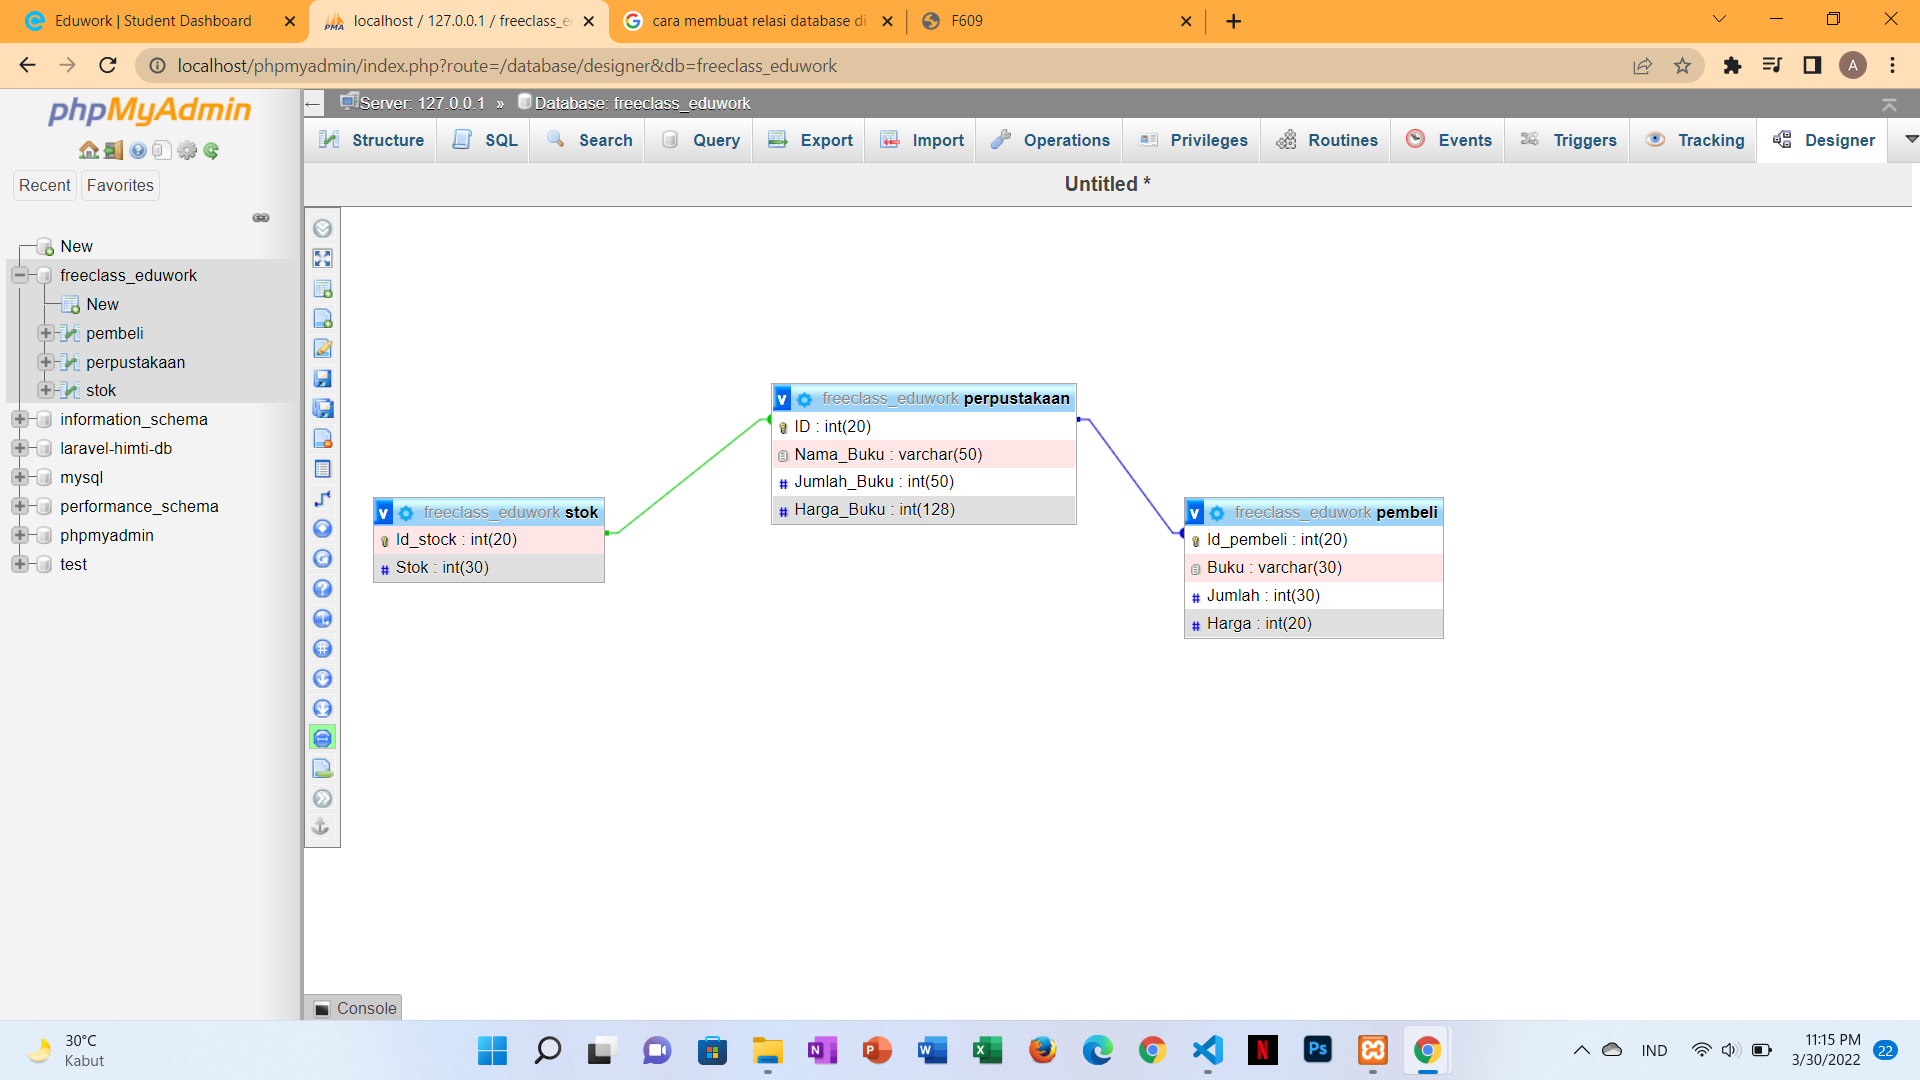 Eduwork | Student Dashboard
localhost / 127.0.0.1 / freeclass_e
cara membuat relasi database di
F609
localhost/phpmyadmin/index.php?route=/database/designer&db=freeclass_eduwork
A
phpMyAdmin
Recent
Favorites
New
freeclass_eduwork
New
pembeli
perpustakaan
stok
information_schema
laravel-himti-db
mysql
performance_schema
phpmyadmin
test
Server: 127.0.0.1 » Database: freeclass_eduwork
Structure
SQL
Search
Query
Export
Import
Operations
Privileges
Routines
Events
Triggers
Tracking
Designer
Untitled *
v freeclass_eduwork perpustakaan
ID : int(20)
Nama_Buku : varchar(50)
# Jumlah_Buku : int(50)
# Harga_Buku : int(128)
v freeclass_eduwork stok
Id_stock : int(20)
# Stok : int(30)
v freeclass_eduwork pembeli
Id_pembeli : int(20)
Buku : varchar(30)
# Jumlah : int(30)
# Harga : int(20)
Console
30°C
Kabut
IND
11:15 PM
3/30/2022
22